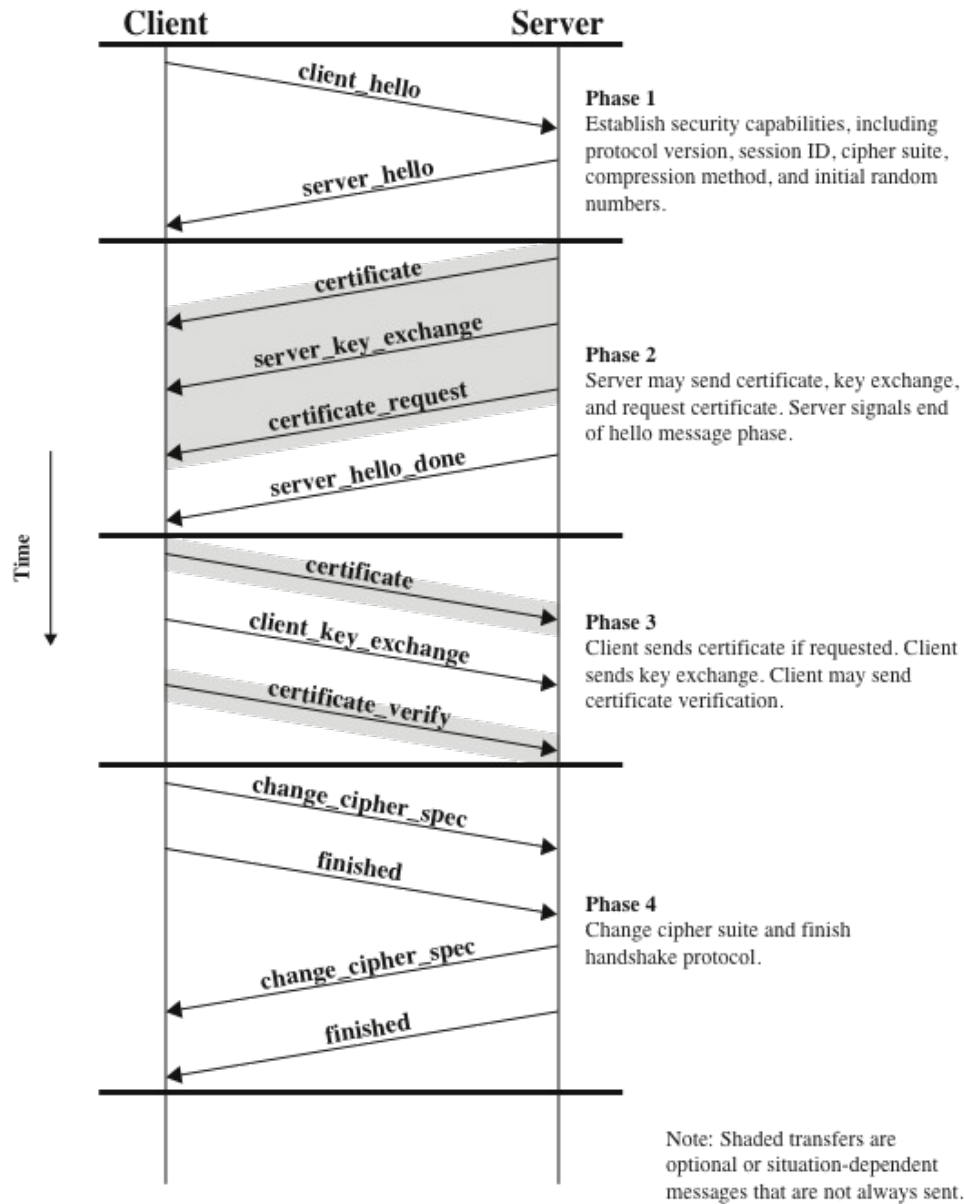 Client
Server
client_hello
Phase 1
Establish security capabilities, including
protocol version, session ID, cipher suite,
compression method, and initial random
numbers.
server_hello
certificate
server_key_exchange
certificate_request
server_hello_done
Phase 2
Server may send certificate, key exchange,
and request certificate. Server signals end
of hello message phase.
Time
certificate
client_key_exchange
certificate_verify
Phase 3
Client sends certificate if requested. Client
sends key exchange. Client may send
certificate verification.
change_cipher_spec
finished
change_cipher_spec
finished
Phase 4
Change cipher suite and finish
handshake protocol.
Note: Shaded transfers are
optional or situation-dependent
messages that are not always sent.